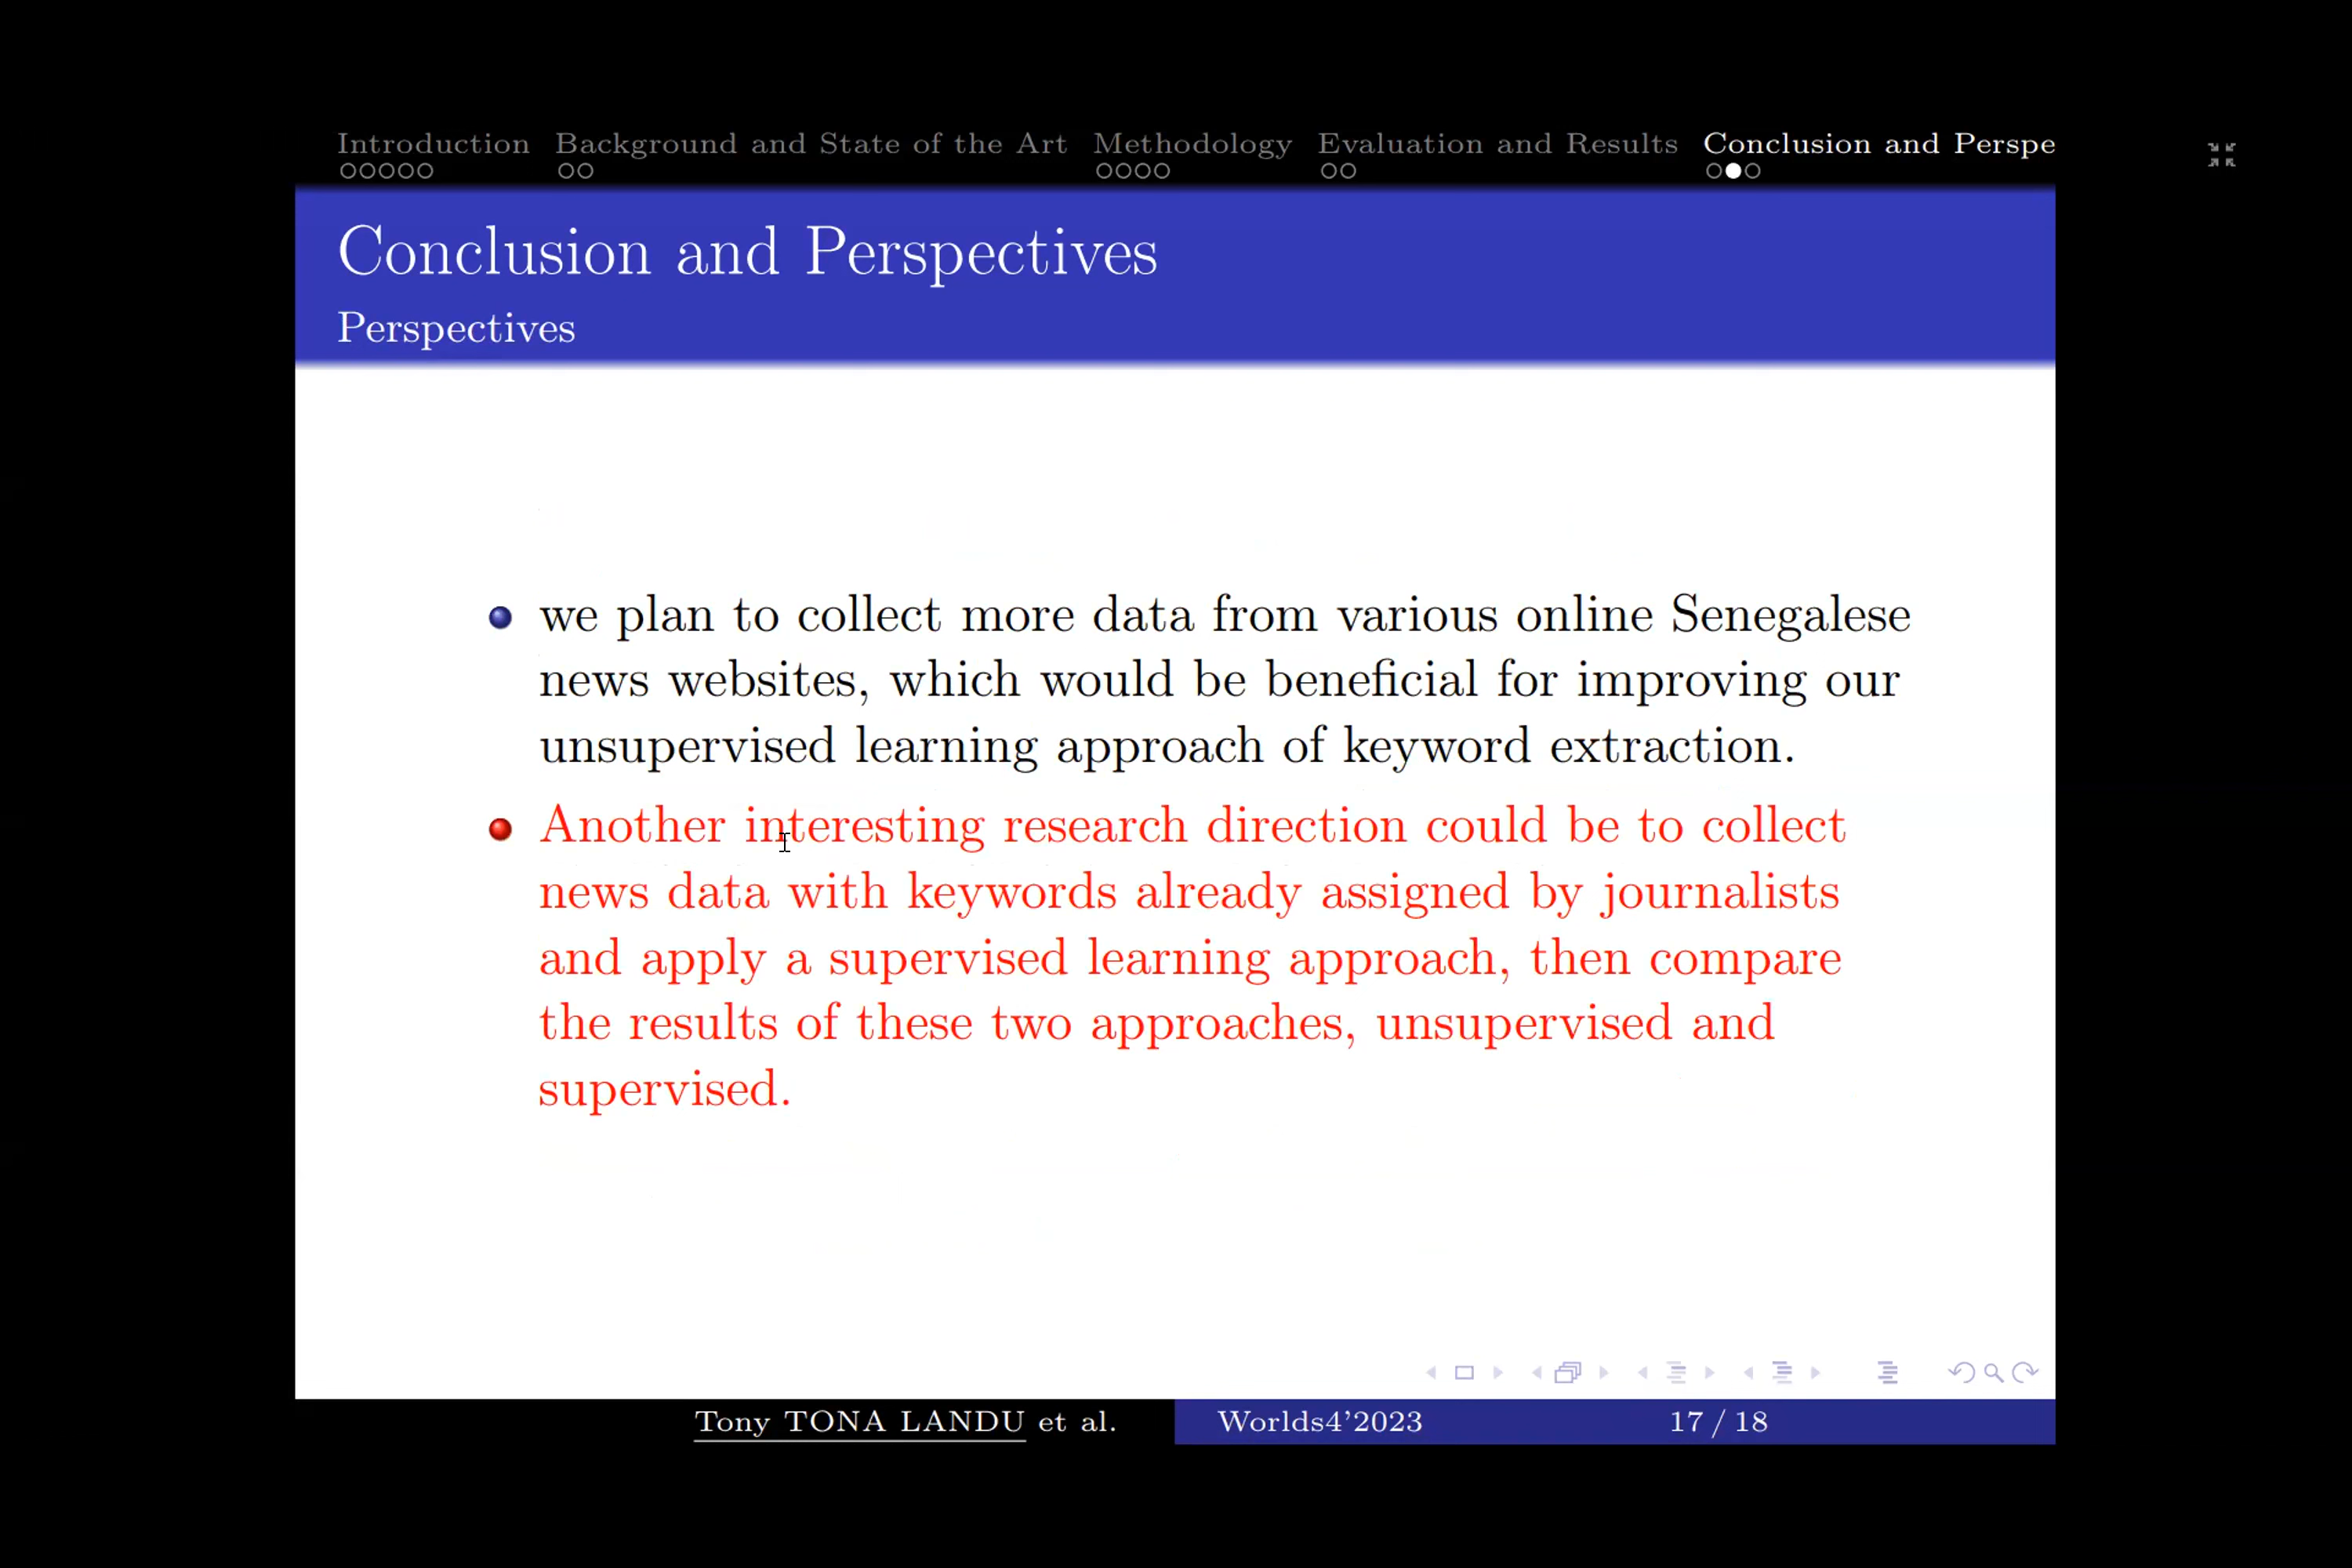 Introduction Background and State of the Art Methodology Evaluation and Results Conclusion and Perspe
Conclusion and Perspectives
Perspectives
we plan to collect more data from various online Senegalese
news websites, which would be beneficial for improving our
unsupervised learning approach of keyword extraction.
Another interesting research direction could be to collect
news data with keywords already assigned by journalists
and apply a supervised learning approach, then compare
the results of these two approaches, unsupervised and
supervised.
Tony TONA LANDU et al. Worlds4'2023 17 / 18